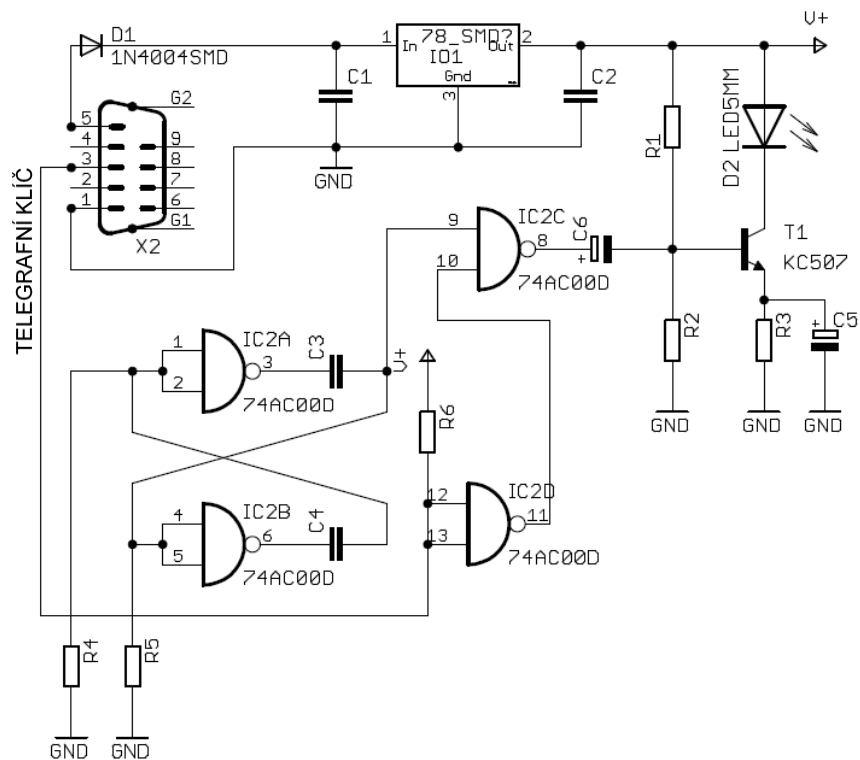 V+
D1
1N4004SMD
1
In
78_SMD?
Out
2
IO1
Gnd
3
C1
C2
GND
G2
5
4
9
3
8
2
7
1
6
G1
X2
TELEGRAFNÍ KLÍČ
R1
D2 LED5MM
IC2C
9
8
10
74AC00D
C6
+
T1
KC507
R2
R3
+
C5
GND
GND
GND
IC2A
1
3
2
74AC00D
C3
V+
R6
IC2B
4
6
5
74AC00D
C4
IC2D
12
11
13
74AC00D
R4
R5
GND
GND